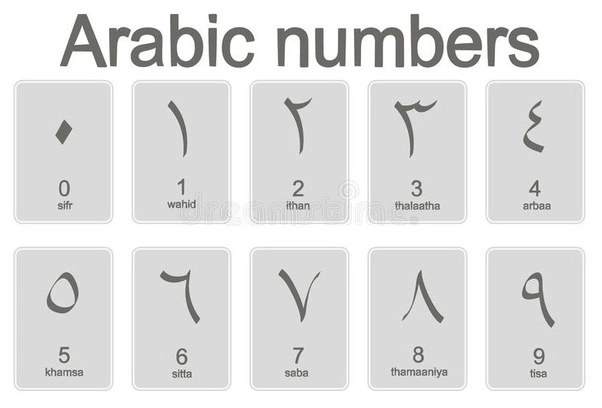 Arabic numbers
٠ ١ ٢ ٣ ٤
0 1 2 3 4
sifr wahid ithan thalaatha arbaa
dreamstime
٥ ٦ ٧ ٨ ٩
5 6 7 8 9
khamsa sitta saba thamaaniya tisa